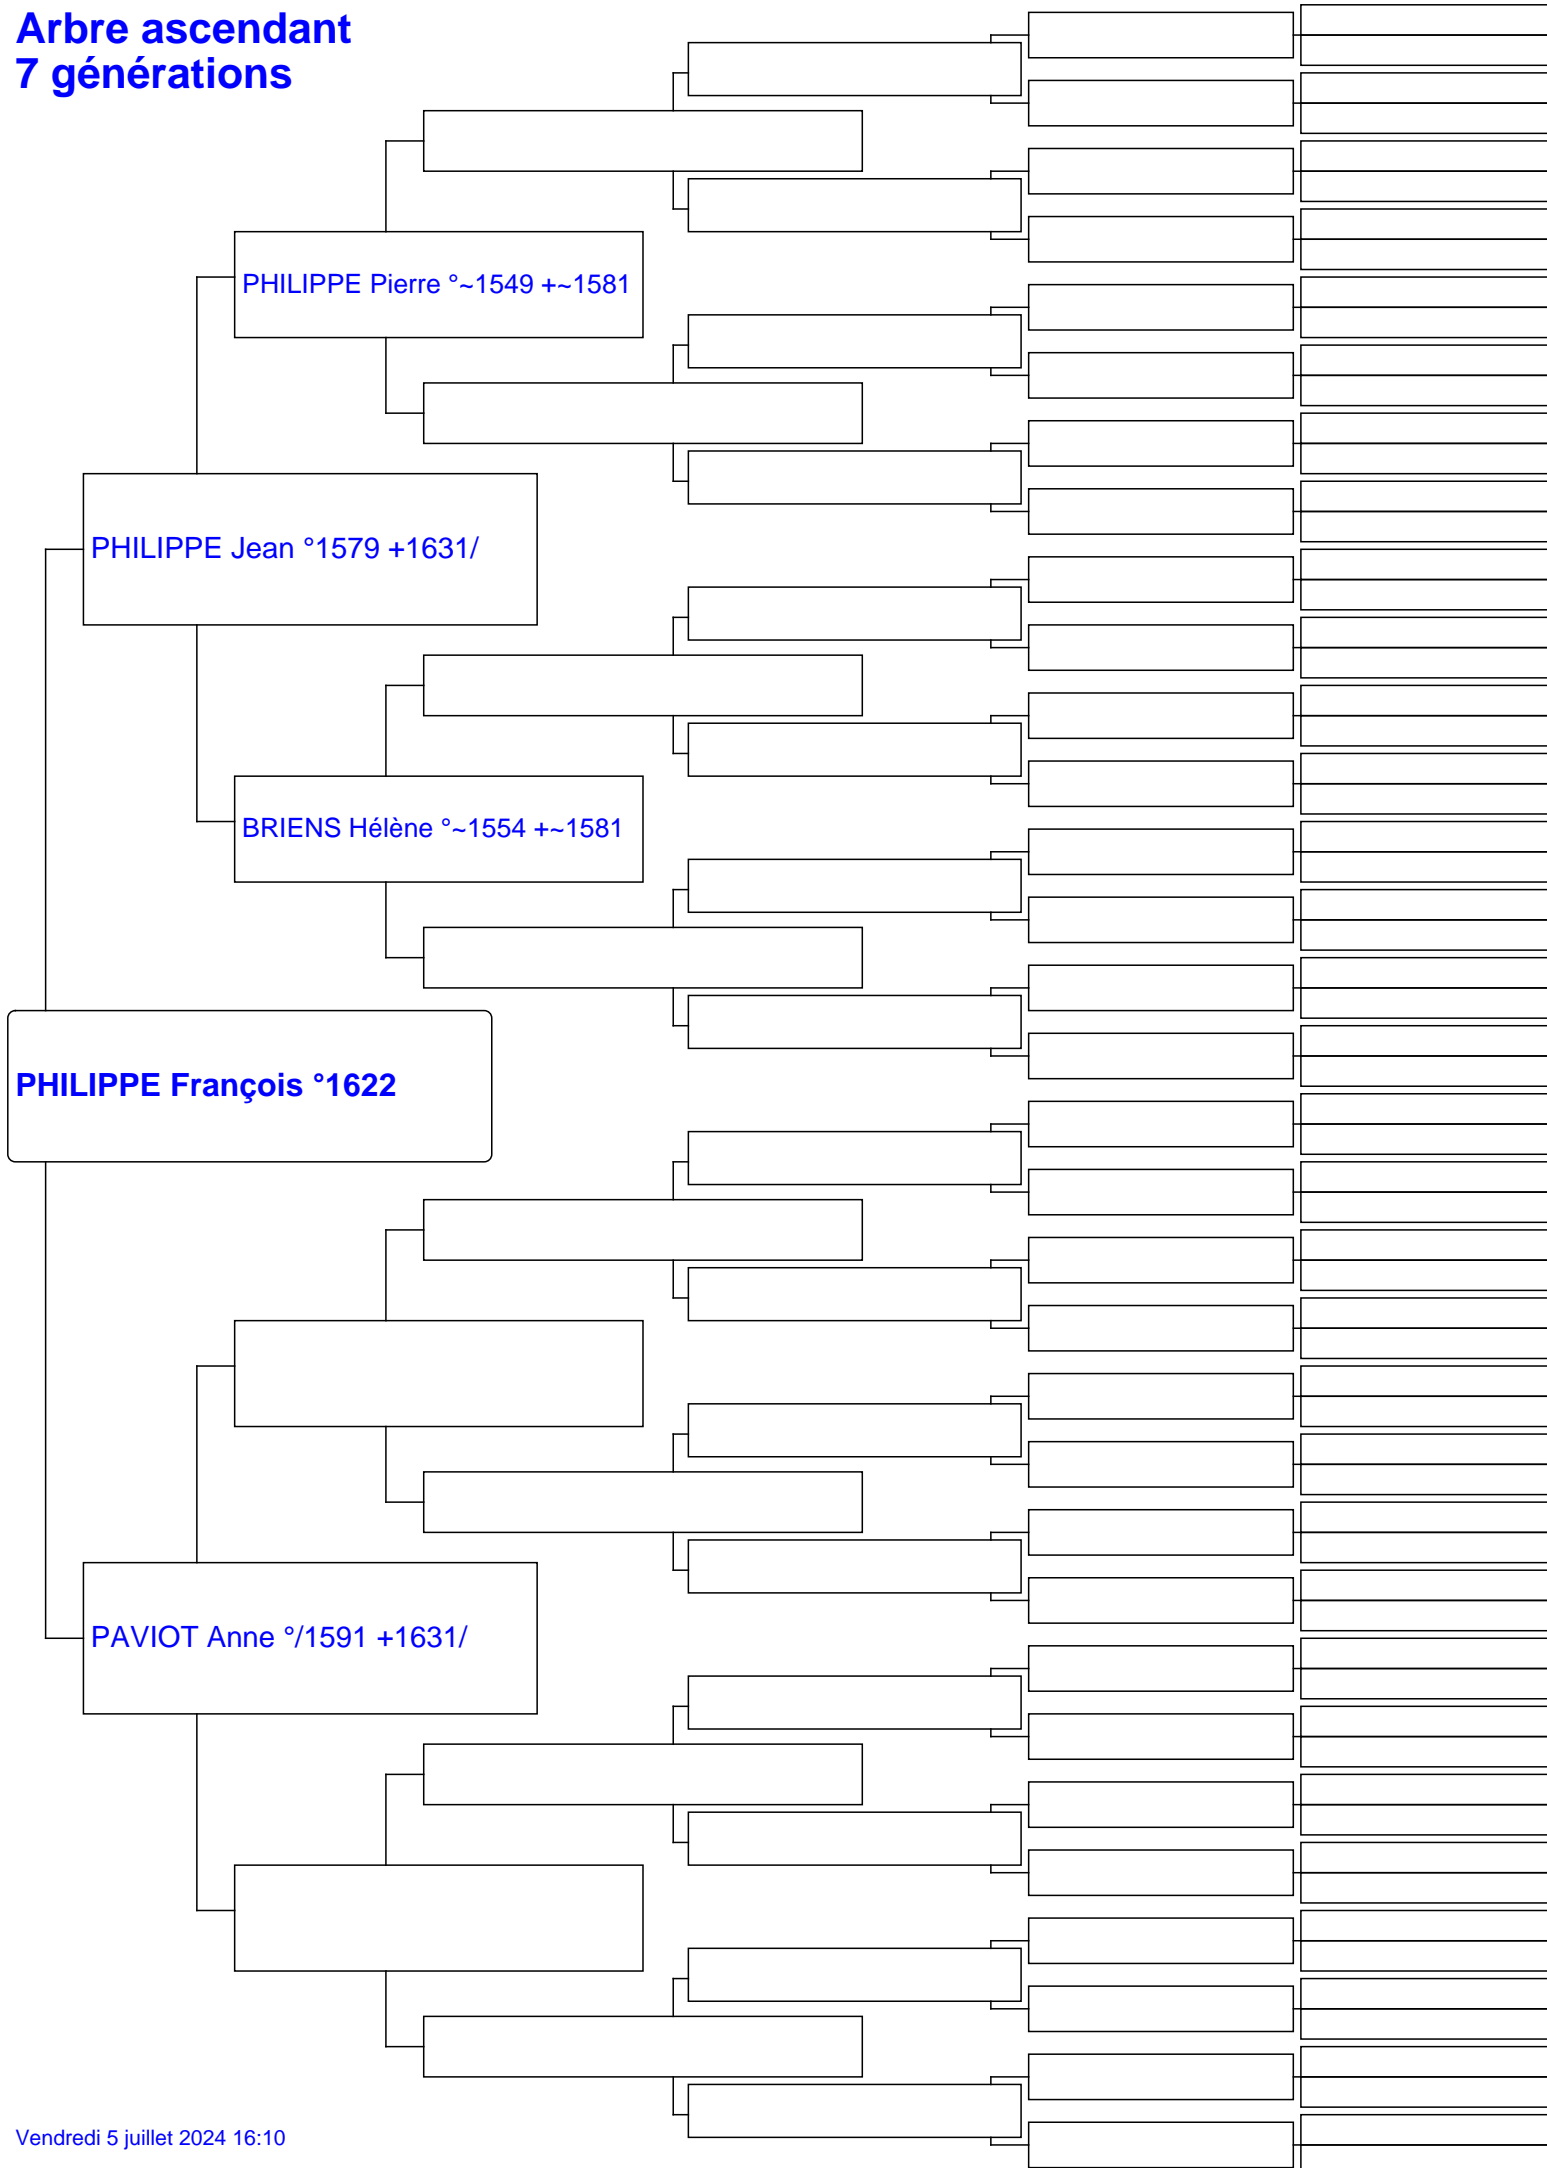 Arbre ascendant
7 générations
PHILIPPE Pierre °~1549 +~1581
PHILIPPE Jean °1579 +1631/
BRIENS Hélène °~1554 +~1581
PHILIPPE François °1622
PAVIOT Anne °/1591 +1631/
Vendredi 5 juillet 2024 16:10